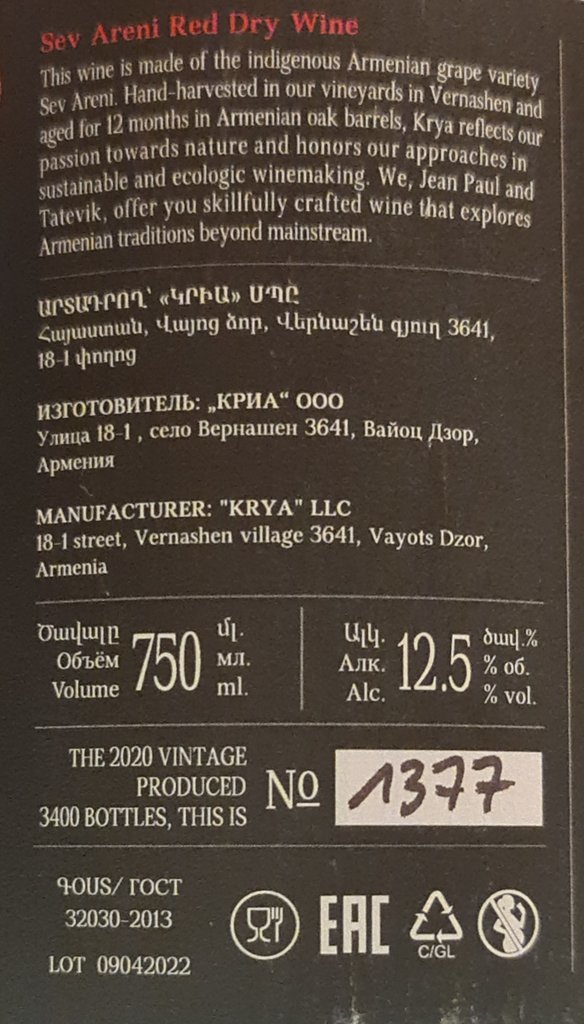 Sev Areni Red Dry Wine
This wine is made of the indigenous Armenian grape variety
Sev Areni. Hand-harvested in our vineyards in Vernashen and
aged for 12 months in Armenian oak barrels, Krya reflects our
passion towards nature and honors our approaches in
sustainable and ecologic winemaking. We, Jean Paul and
Tatevik, offer you skillfully crafted wine that explores
Armenian traditions beyond mainstream.
ԱՐՏԱԴՐՈՂ՝ «ԿՐԻԱ» ՍՊԸ
Հայաստան, Վայոց ձոր, Վերնաշեն գյուղ 3641,
18-1 փողոց
ИЗГОТОВИТЕЛЬ: „КРИА“ ООО
Улица 18-1 , село Вернашен 3641, Вайоц Дзор,
Армения
MANUFACTURER: "KRYA" LLC
18-1 street, Vernashen village 3641, Vayots Dzor,
Armenia
Ծավալը
Объём
Volume
750
մլ.
мл.
ml.
Ալկ.
Алк.
Alc.
12.5
ծավ.%
% об.
% vol.
THE 2020 VINTAGE
PRODUCED
3400 BOTTLES, THIS IS
№ 1377
ԳՕՍՏ/ ГОСТ
32030-2013
LOT 09042022
EAC
C/GL